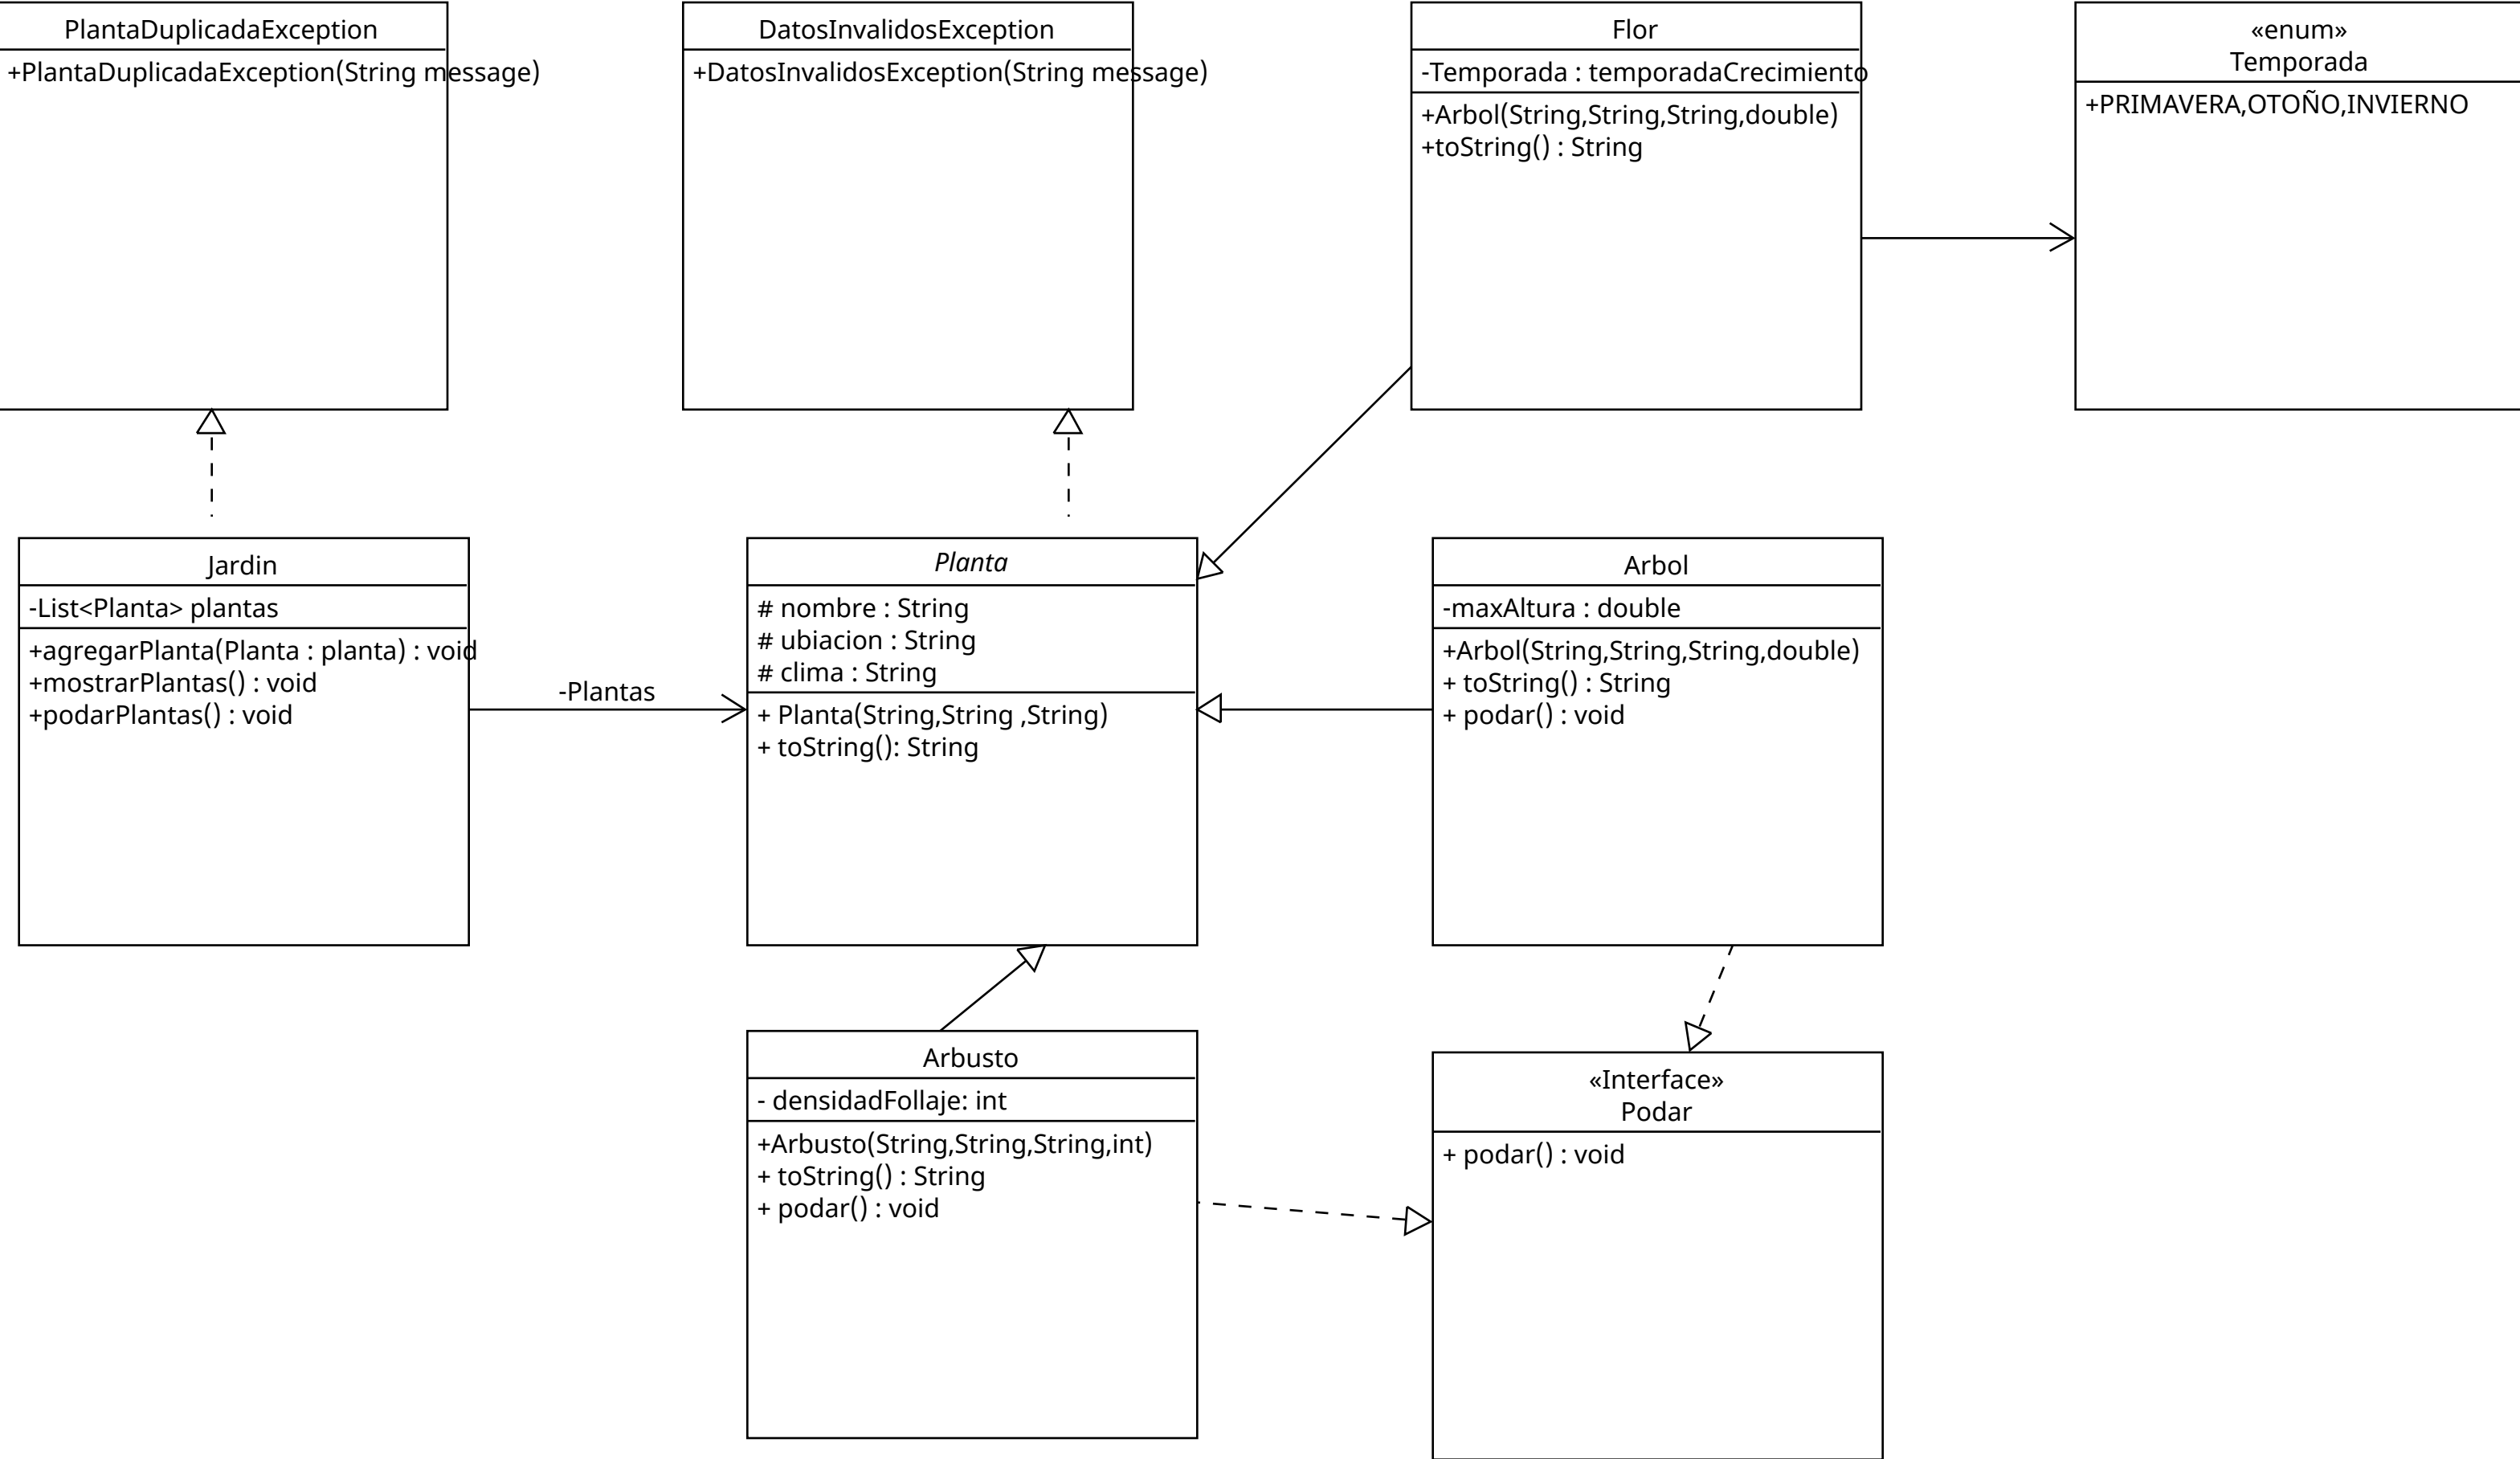 PlantaDuplicadaException
+PlantaDuplicadaException(String message)
DatosInvalidosException
+DatosInvalidosException(String message)
Flor
-Temporada : temporadaCrecimiento
+Arbol(String,String,String,double)
+toString() : String
«enum»
Temporada
+PRIMAVERA,OTOÑO,INVIERNO
Jardin
-List<Planta> plantas
+agregarPlanta(Planta : planta) : void
+mostrarPlantas() : void
+podarPlantas() : void
-Plantas
Planta
# nombre : String
# ubiacion : String
# clima : String
+ Planta(String,String ,String)
+ toString(): String
Arbol
-maxAltura : double
+Arbol(String,String,String,double)
+ toString() : String
+ podar() : void
Arbusto
- densidadFollaje: int
+Arbusto(String,String,String,int)
+ toString() : String
+ podar() : void
«Interface»
Podar
+ podar() : void